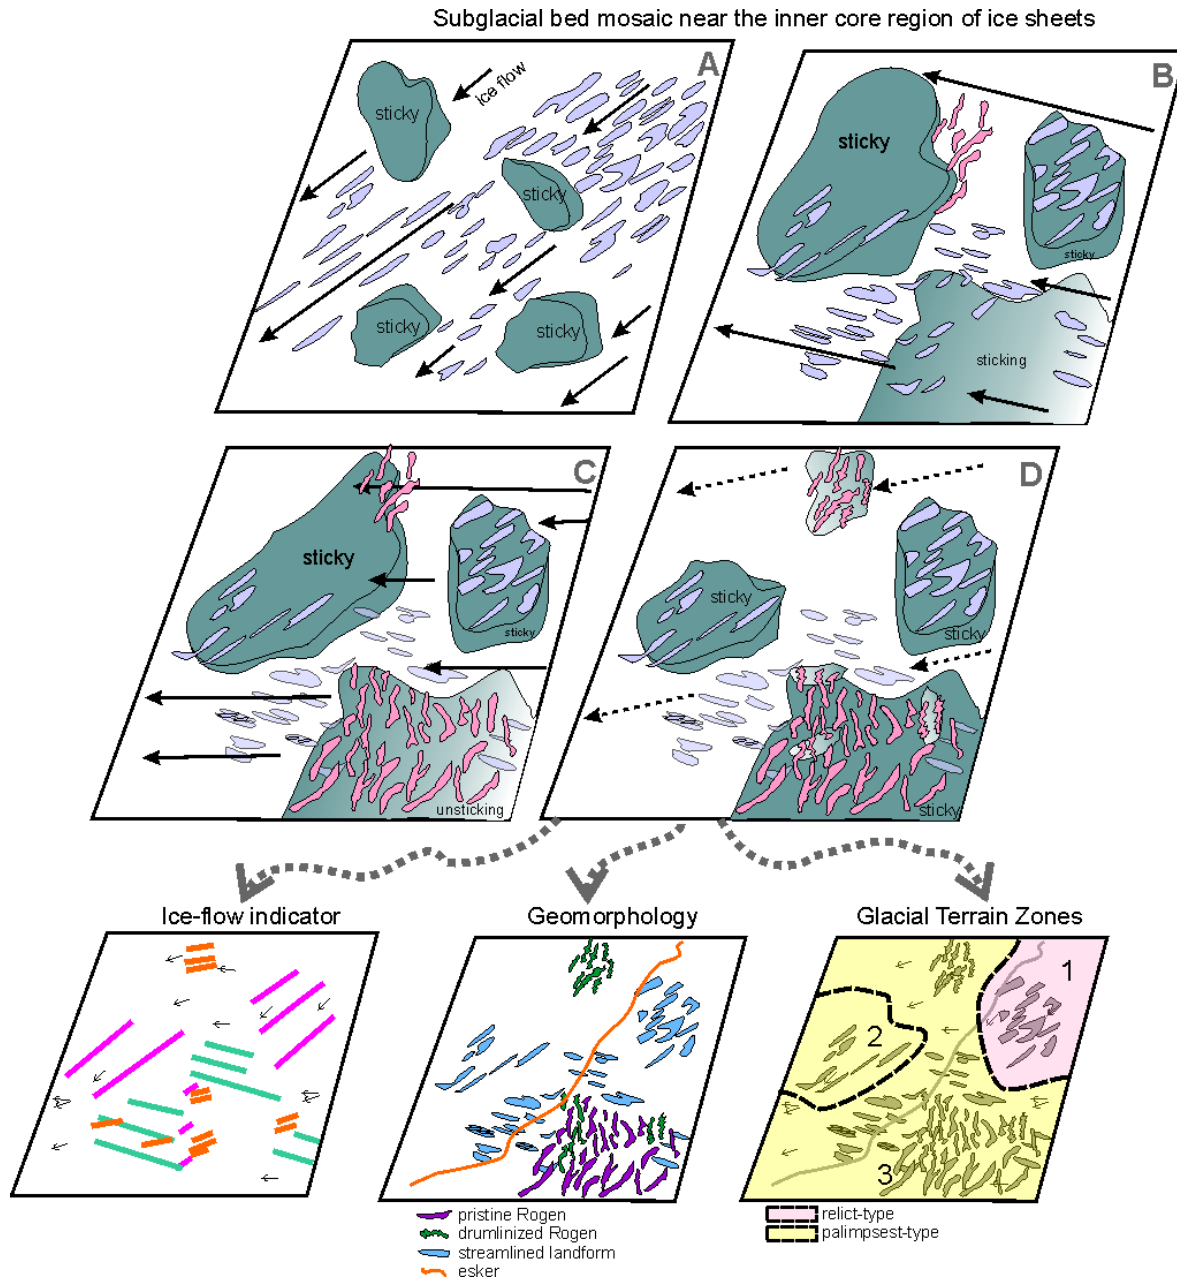 Subglacial bed mosaic near the inner core region of ice sheets
A
Ice flow
sticky
sticky
sticky
sticky
B
sticky
sticky
sticking
C
sticky
sticky
unsticking
D
sticky
sticky
sticky
Ice-flow indicator
Geomorphology
Glacial Terrain Zones
1
2
3
pristine Rogen
drumlinized Rogen
streamlined landform
esker
relict-type
palimpsest-type